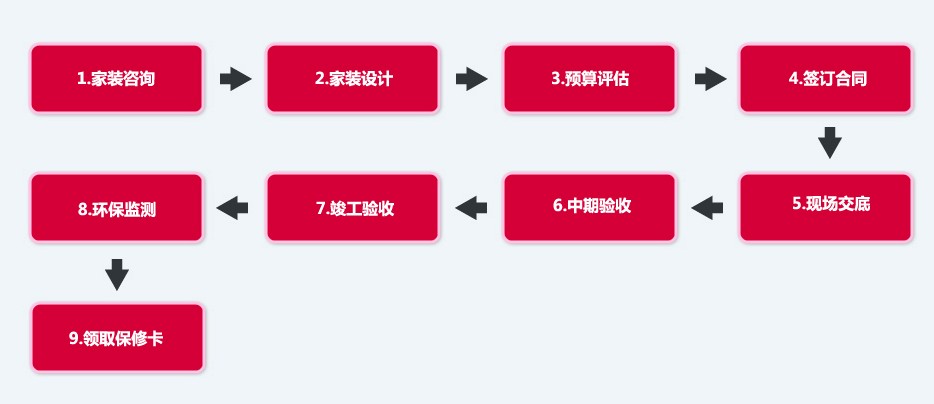 1.家装咨询
2.家装设计
3.预算评估
4.签订合同
5.现场交底
6.中期验收
7.竣工验收
8.环保监测
9.领取保修卡